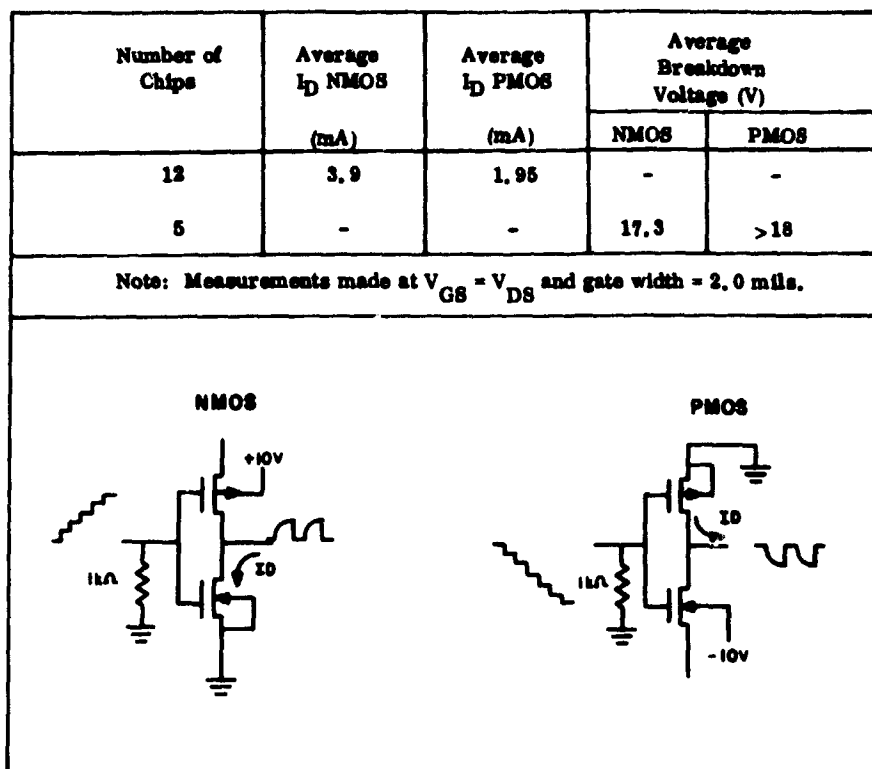 Number of Chips
Average I_D NMOS (mA)
Average I_D PMOS (mA)
Average Breakdown Voltage (V)
NMOS PMOS
12 3.9 1.95 - -
5 - - 17.3 >18
Note: Measurements made at V_GS = V_DS and gate width = 2.0 mils.
NMOS
+10V
1kΩ
ID
PMOS
ID
1kΩ
-10V